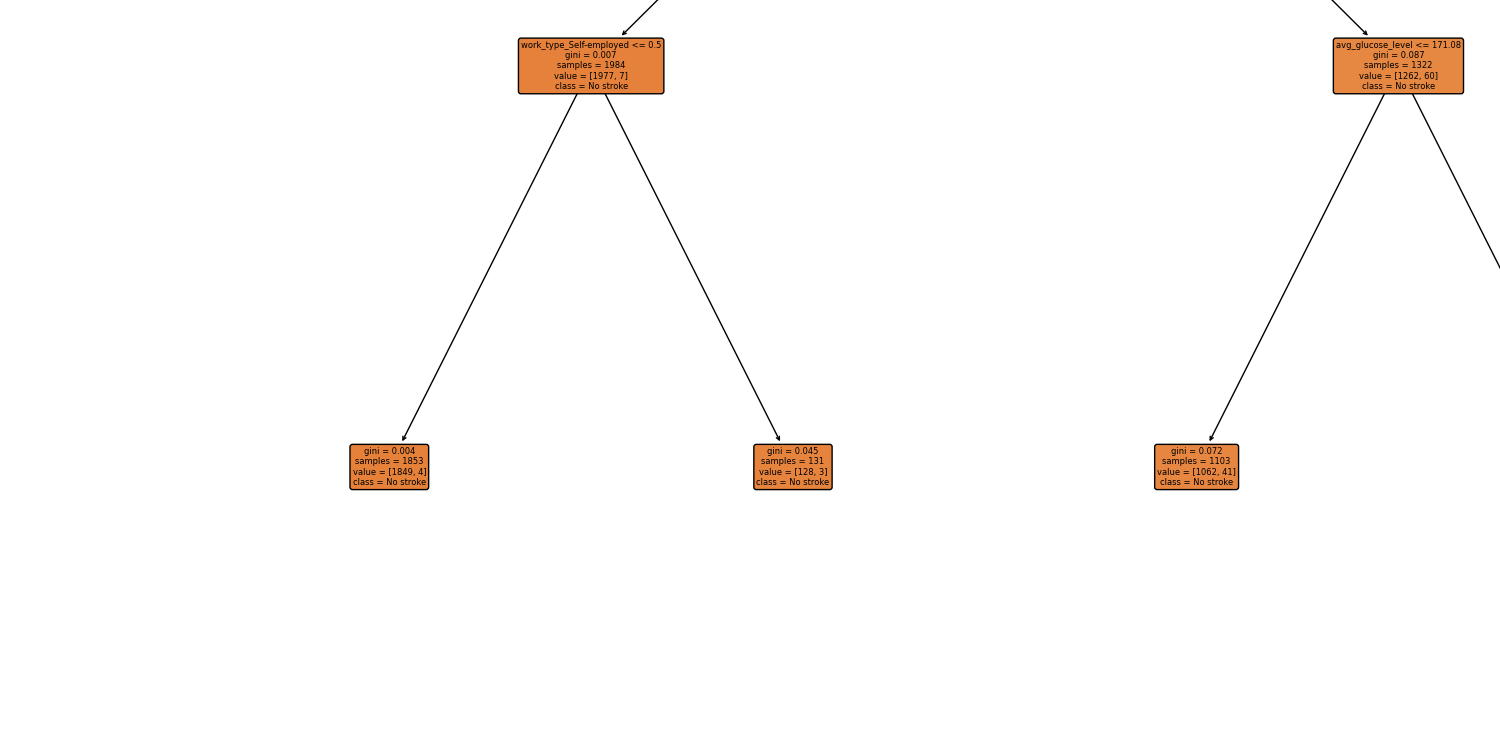 work_type_Self-employed <= 0.5
gini = 0.007
samples = 1984
value = [1977, 7]
class = No stroke
avg_glucose_level <= 171.08
gini = 0.087
samples = 1322
value = [1262, 60]
class = No stroke
gini = 0.004
samples = 1853
value = [1849, 4]
class = No stroke
gini = 0.045
samples = 131
value = [128, 3]
class = No stroke
gini = 0.072
samples = 1103
value = [1062, 41]
class = No stroke